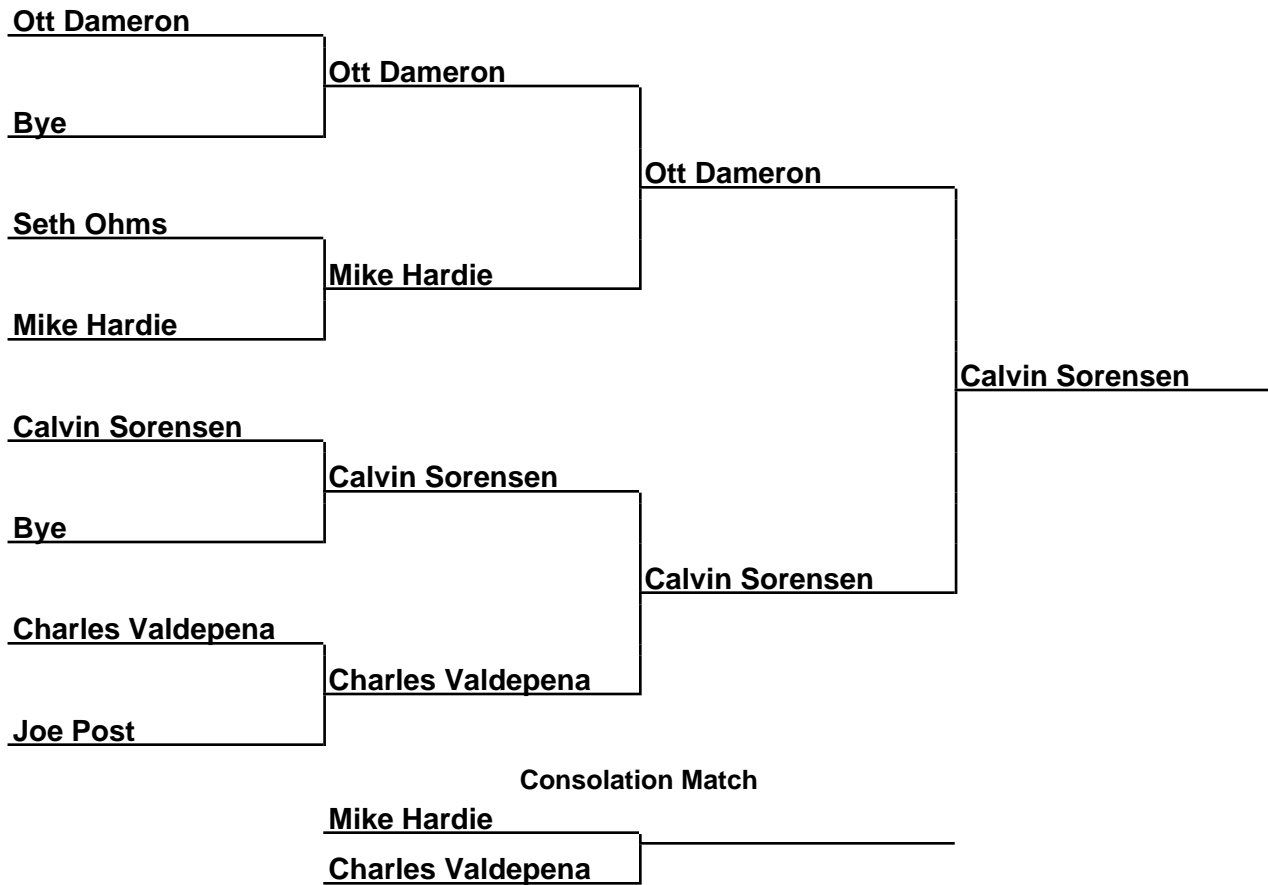 Ott Dameron
Ott Dameron
Bye
Ott Dameron
Seth Ohms
Mike Hardie
Mike Hardie
Calvin Sorensen
Calvin Sorensen
Calvin Sorensen
Bye
Calvin Sorensen
Charles Valdepena
Charles Valdepena
Joe Post
Consolation Match
Mike Hardie
Charles Valdepena